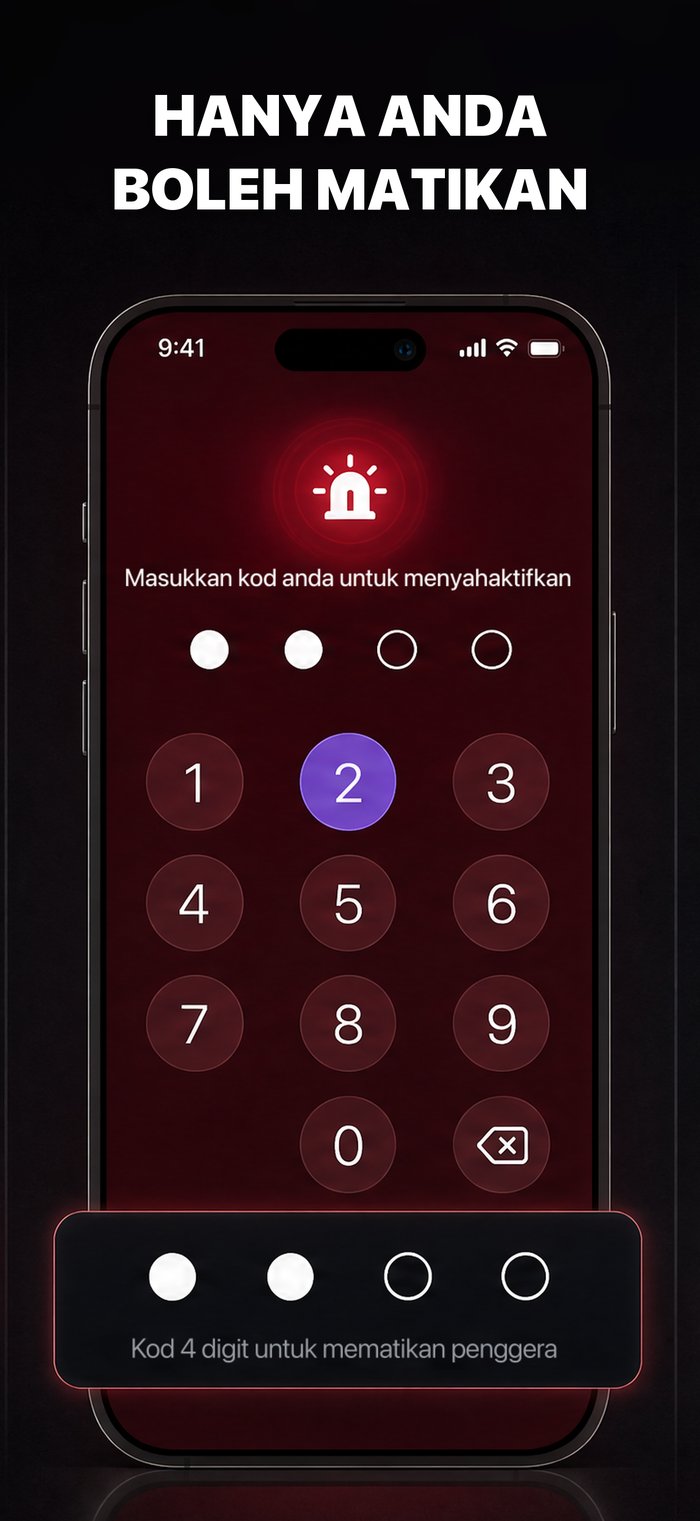 HANYA ANDA
BOLEH MATIKAN
9:41
Masukkan kod anda untuk menyahaktifkan
1 2 3
4 5 6
7 8 9
0
Kod 4 digit untuk mematikan penggera